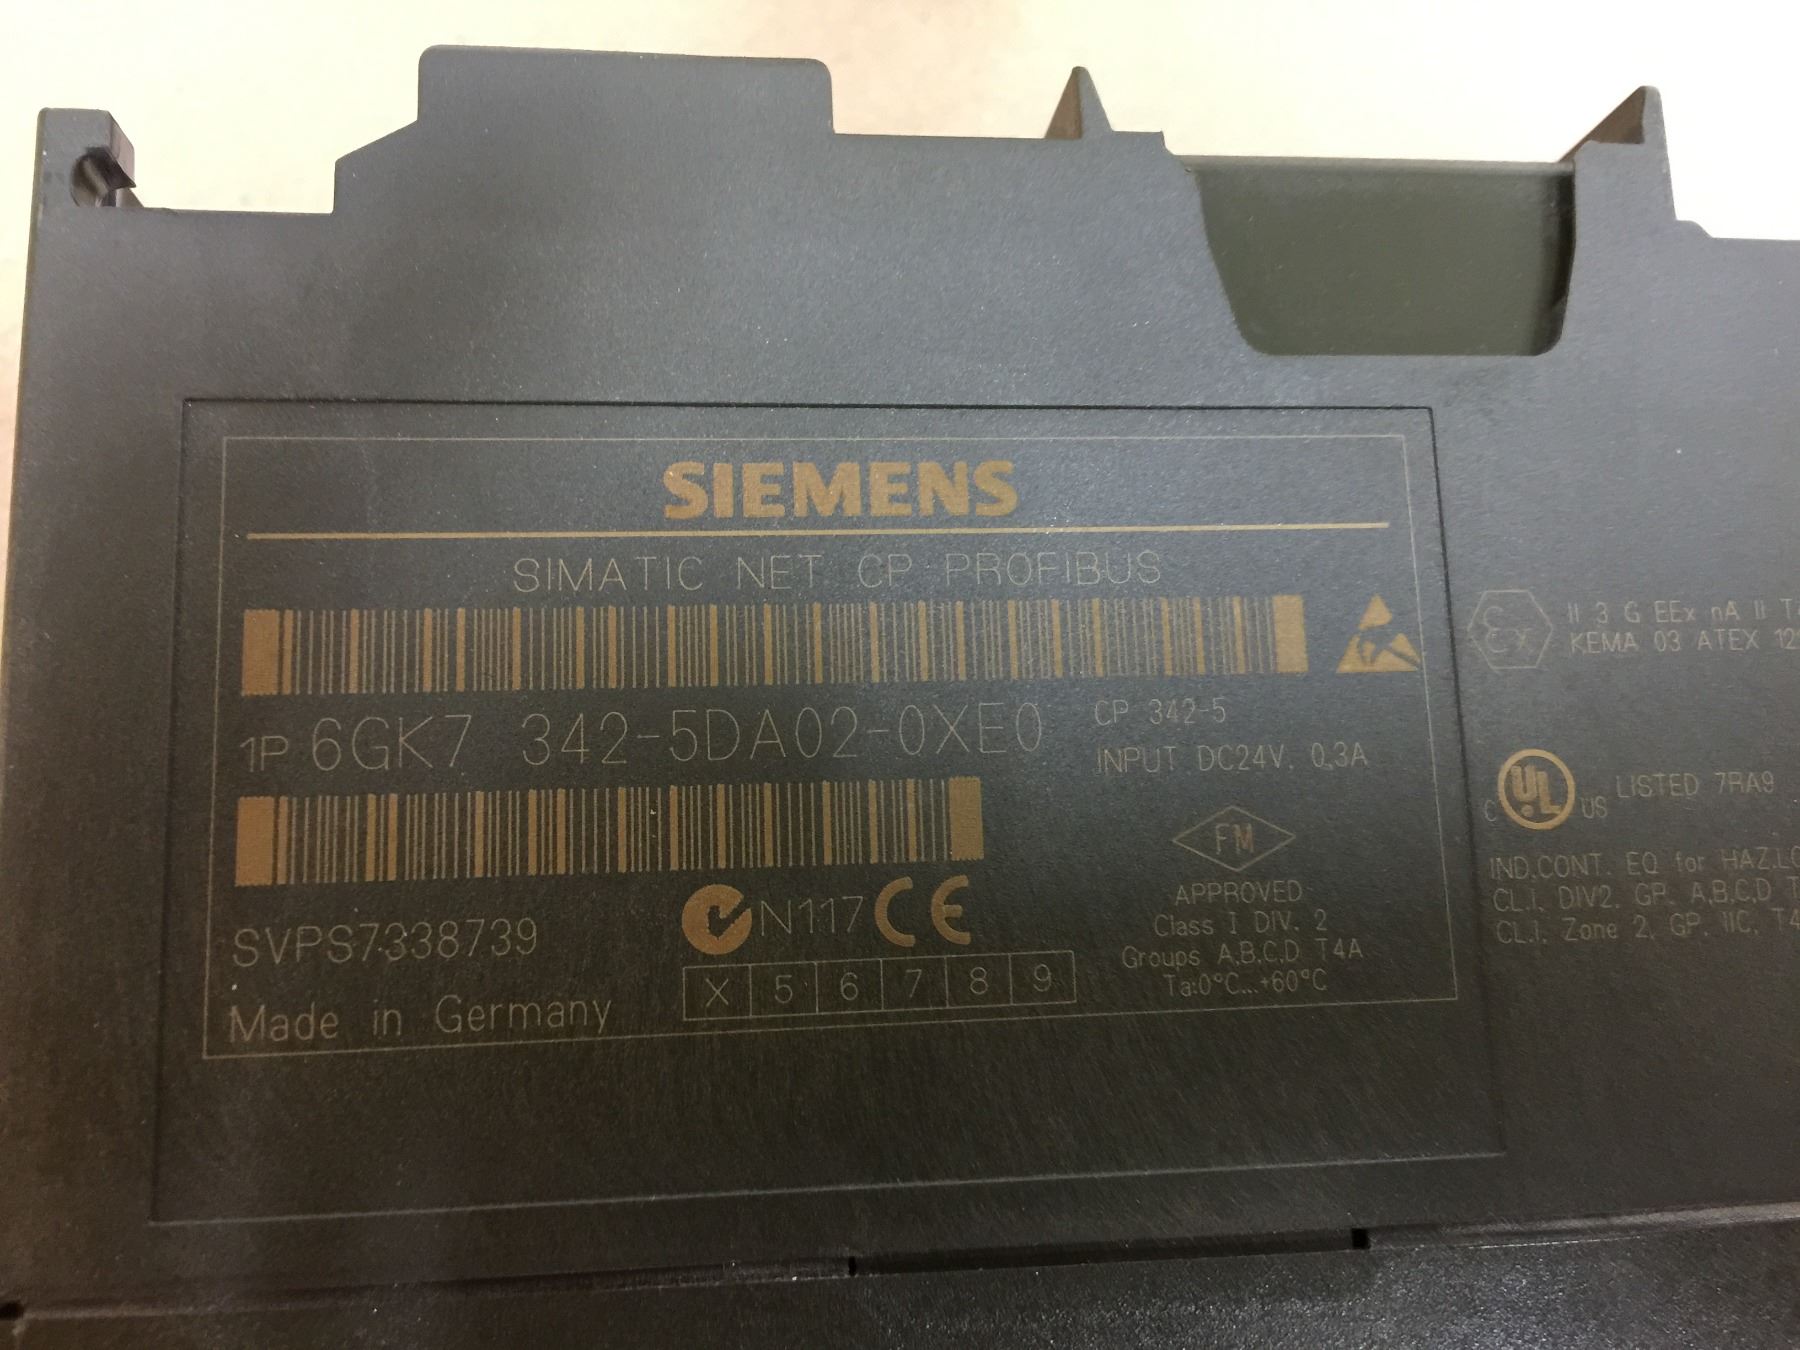 SIEMENS
SIMATIC NET CP PROFIBUS
1P 6GK7 342-5DA02-0XE0
CP 342-5
INPUT DC24V, 0,3A
SVPS7338739
N117 CE
Made in Germany
X 5 6 7 8 9
FM
APPROVED
Class I DIV. 2
Groups A,B,C,D T4A
Ta:0°C...+60°C
Ex II 3 G EEx nA II
KEMA 03 ATEX
C UL US LISTED 7RA9
IND.CONT. EQ for
CL.I, DIV2, GP. A,B,C,D
CL.I, Zone 2, GP. IIC,